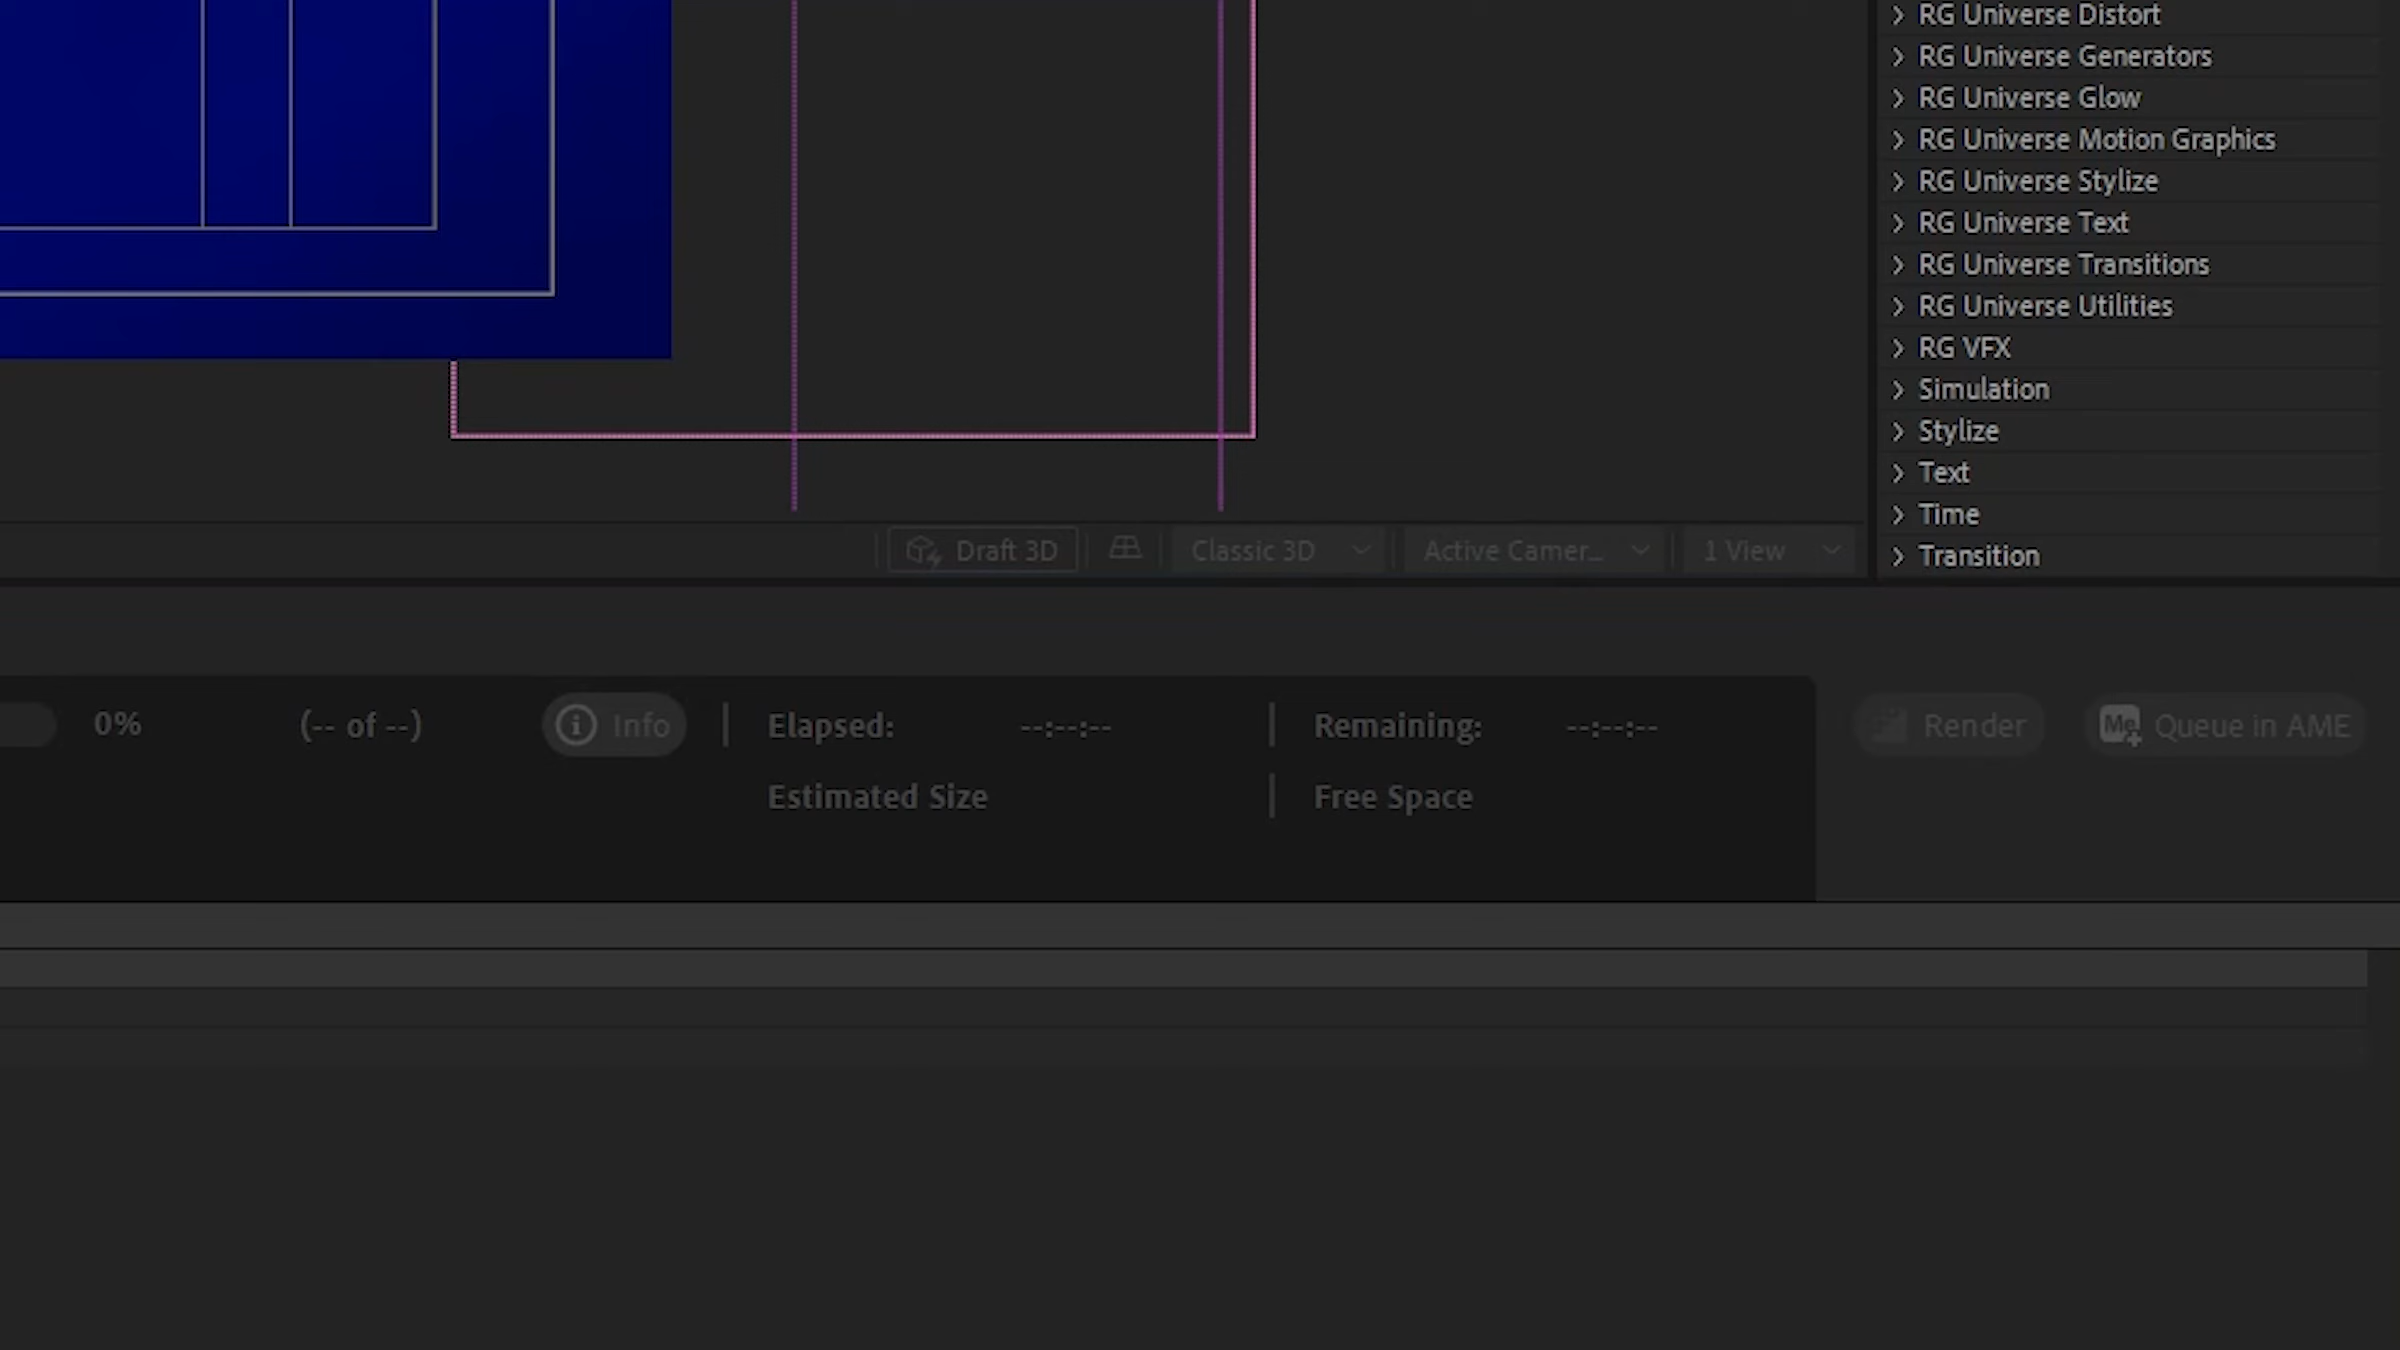 RG Universe Distort
RG Universe Generators
RG Universe Glow
RG Universe Motion Graphics
RG Universe Stylize
RG Universe Text
RG Universe Transitions
RG Universe Utilities
RG VFX
Simulation
Stylize
Text
Time
Transition
Draft 3D Classic 3D Active Camer... 1 View
0% (-- of --) Info Elapsed: --:--:-- Remaining: --:--:-- Render Me Queue in AME
Estimated Size Free Space